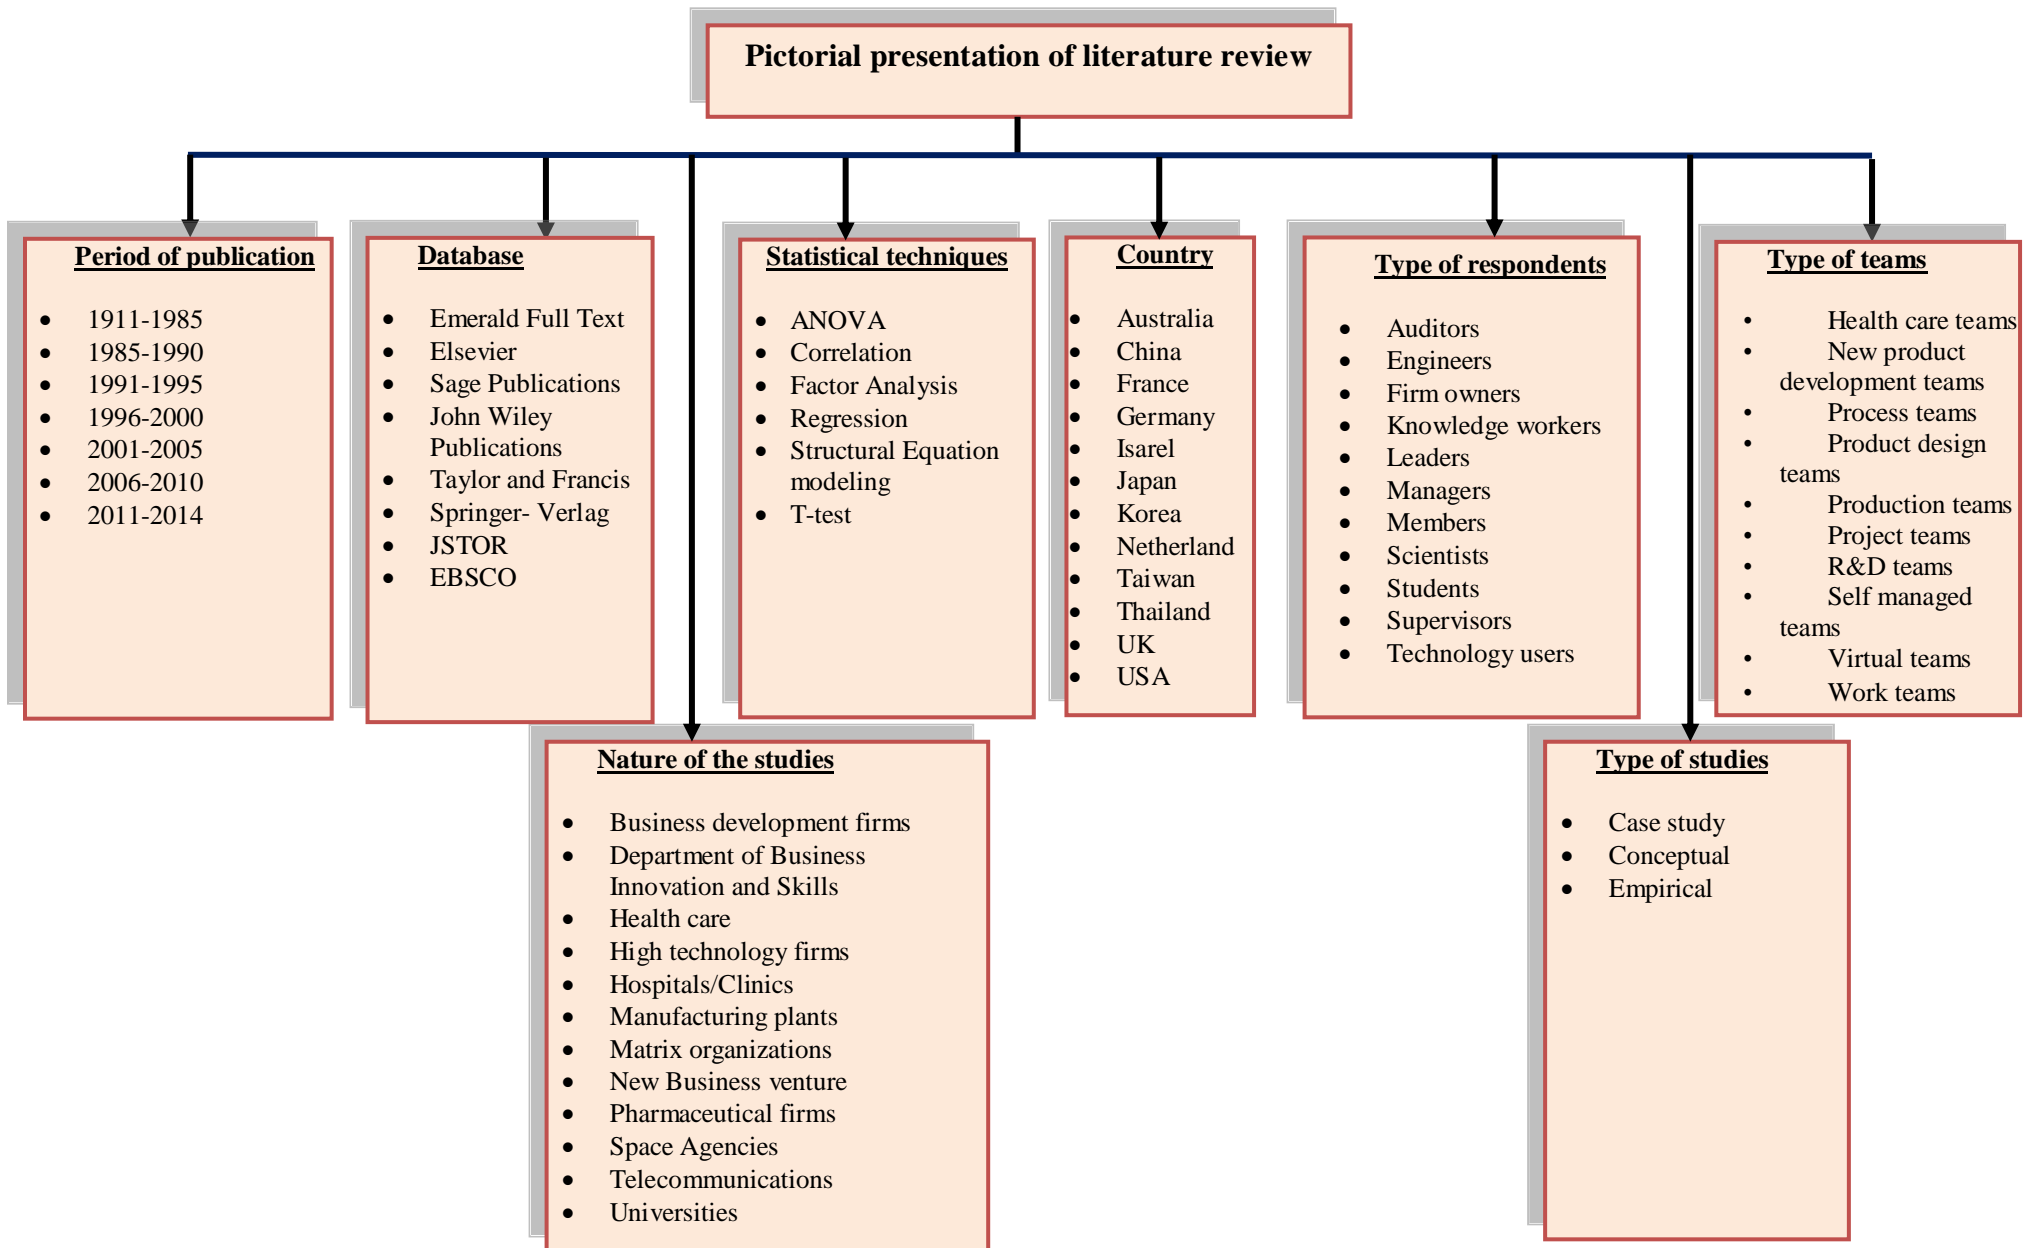 Pictorial presentation of literature review
Period of publication
• 1911-1985
• 1985-1990
• 1991-1995
• 1996-2000
• 2001-2005
• 2006-2010
• 2011-2014
Database
• Emerald Full Text
• Elsevier
• Sage Publications
• John Wiley
Publications
• Taylor and Francis
• Springer- Verlag
• JSTOR
• EBSCO
Statistical techniques
• ANOVA
• Correlation
• Factor Analysis
• Regression
• Structural Equation
modeling
• T-test
Country
• Australia
• China
• France
• Germany
• Isarel
• Japan
• Korea
• Netherland
• Taiwan
• Thailand
• UK
• USA
Type of respondents
• Auditors
• Engineers
• Firm owners
• Knowledge workers
• Leaders
• Managers
• Members
• Scientists
• Students
• Supervisors
• Technology users
Type of teams
• Health care teams
• New product
development teams
• Process teams
• Product design
teams
• Production teams
• Project teams
• R&D teams
• Self managed
teams
• Virtual teams
• Work teams
Nature of the studies
• Business development firms
• Department of Business
Innovation and Skills
• Health care
• High technology firms
• Hospitals/Clinics
• Manufacturing plants
• Matrix organizations
• New Business venture
• Pharmaceutical firms
• Space Agencies
• Telecommunications
• Universities
Type of studies
• Case study
• Conceptual
• Empirical